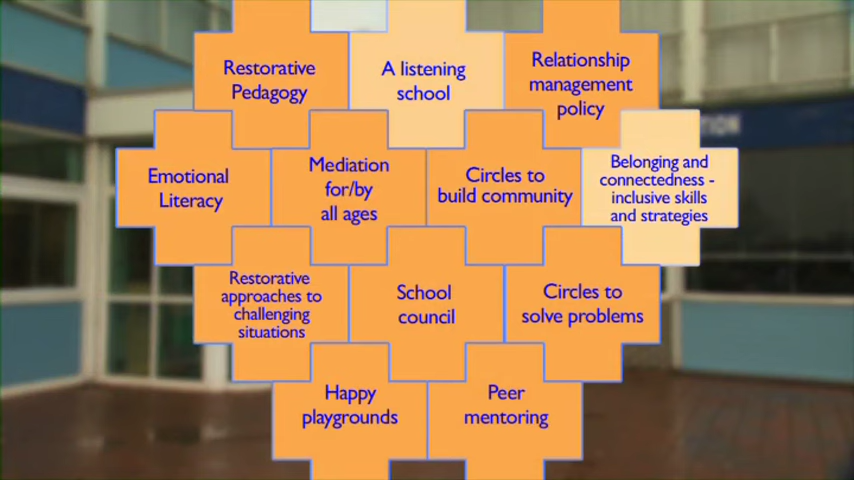 Restorative
Pedagogy
A listening
school
Relationship
management
policy
Emotional
Literacy
Mediation
for/by
all ages
Circles to
build community
Belonging and
connectedness -
inclusive skills
and strategies
Restorative
approaches to
challenging
situations
School
council
Circles to
solve problems
Happy
playgrounds
Peer
mentoring